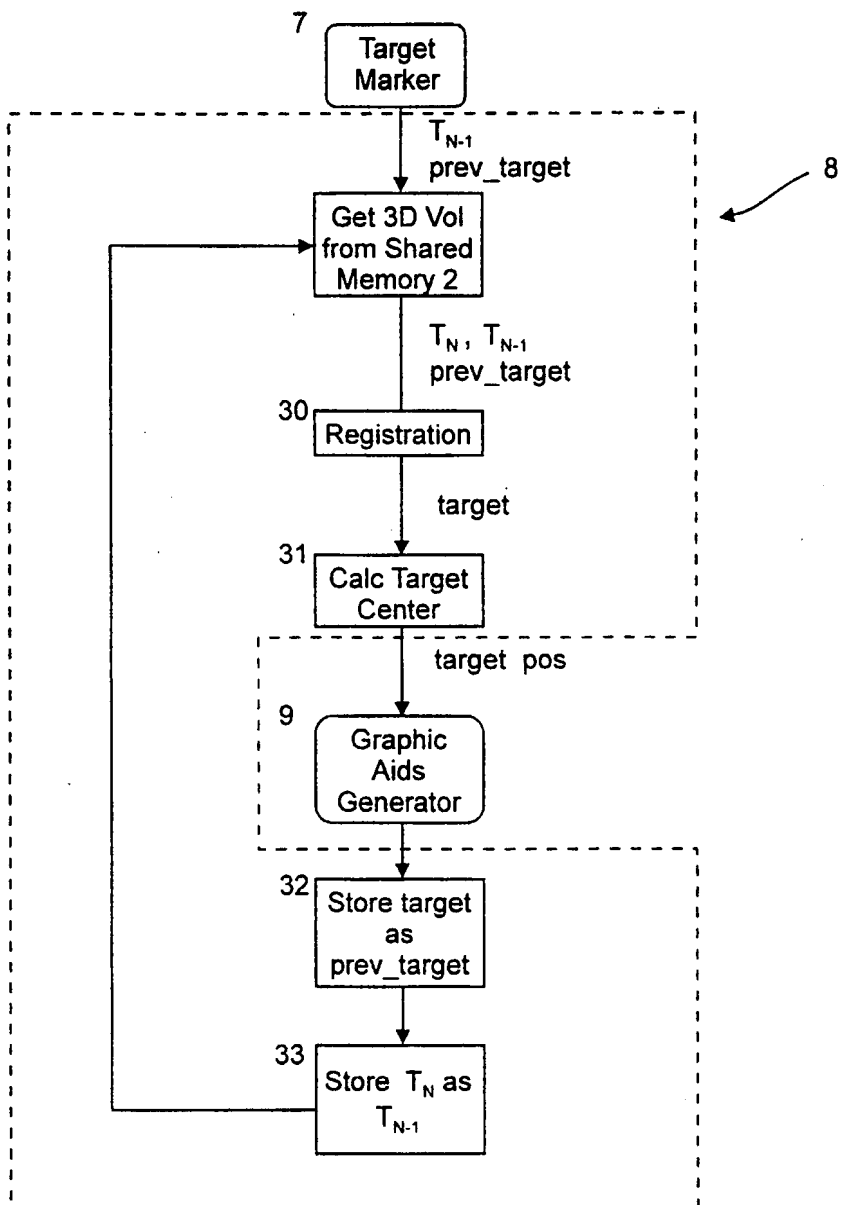 7
Target
Marker
T_N-1
prev_target
8
Get 3D Vol
from Shared
Memory 2
T_N , T_N-1
prev_target
30
Registration
target
31
Calc Target
Center
target pos
9
Graphic
Aids
Generator
32
Store target
as
prev_target
33
Store T_N as
T_N-1